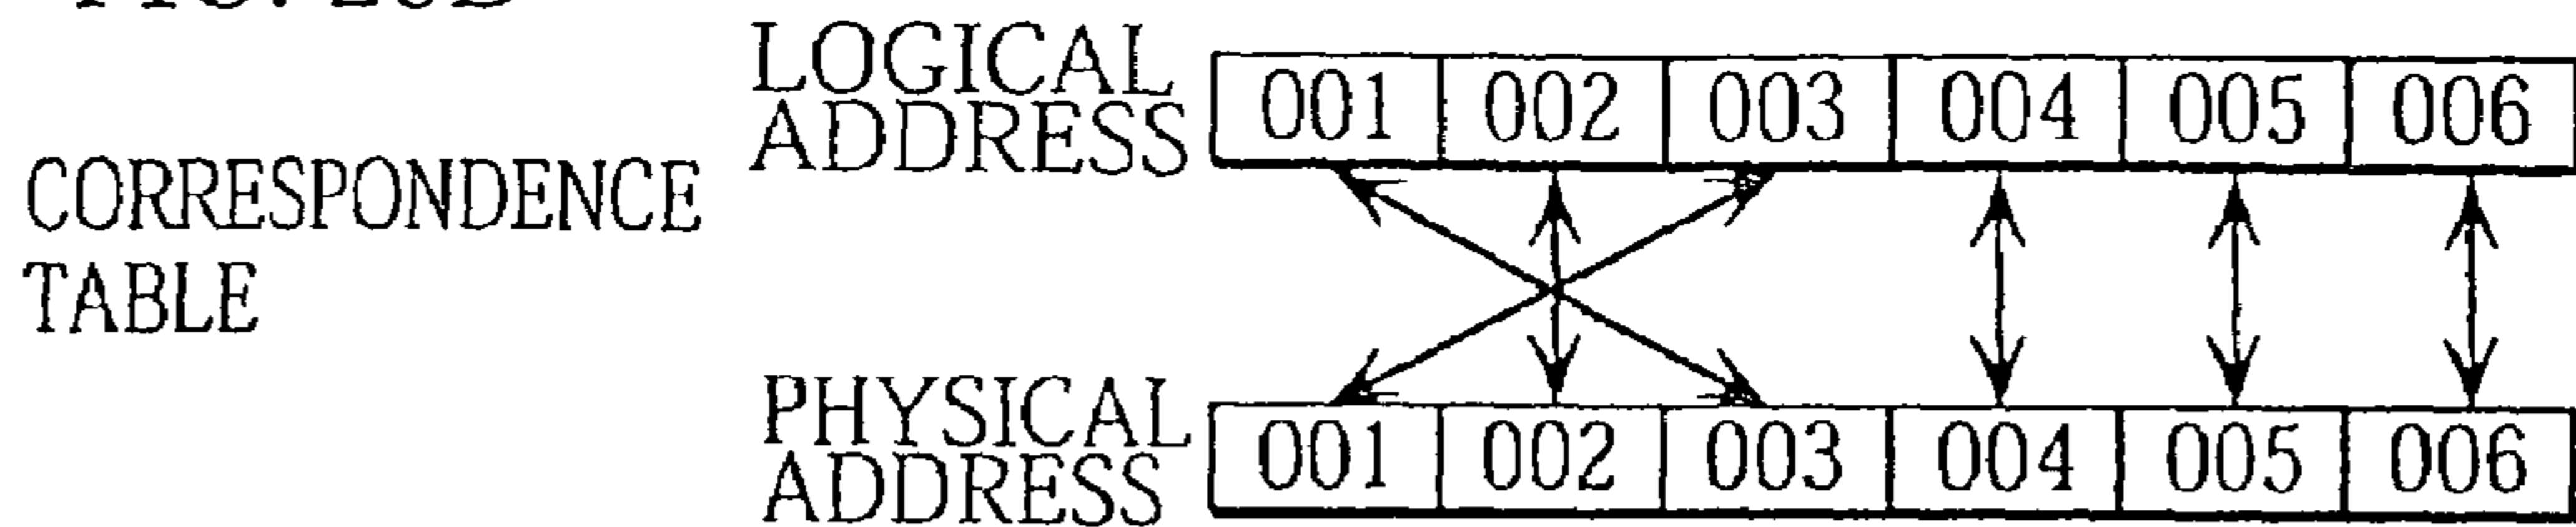 LOGICAL
ADDRESS
001 002 003 004 005 006
CORRESPONDENCE
TABLE
PHYSICAL
ADDRESS
001 002 003 004 005 006